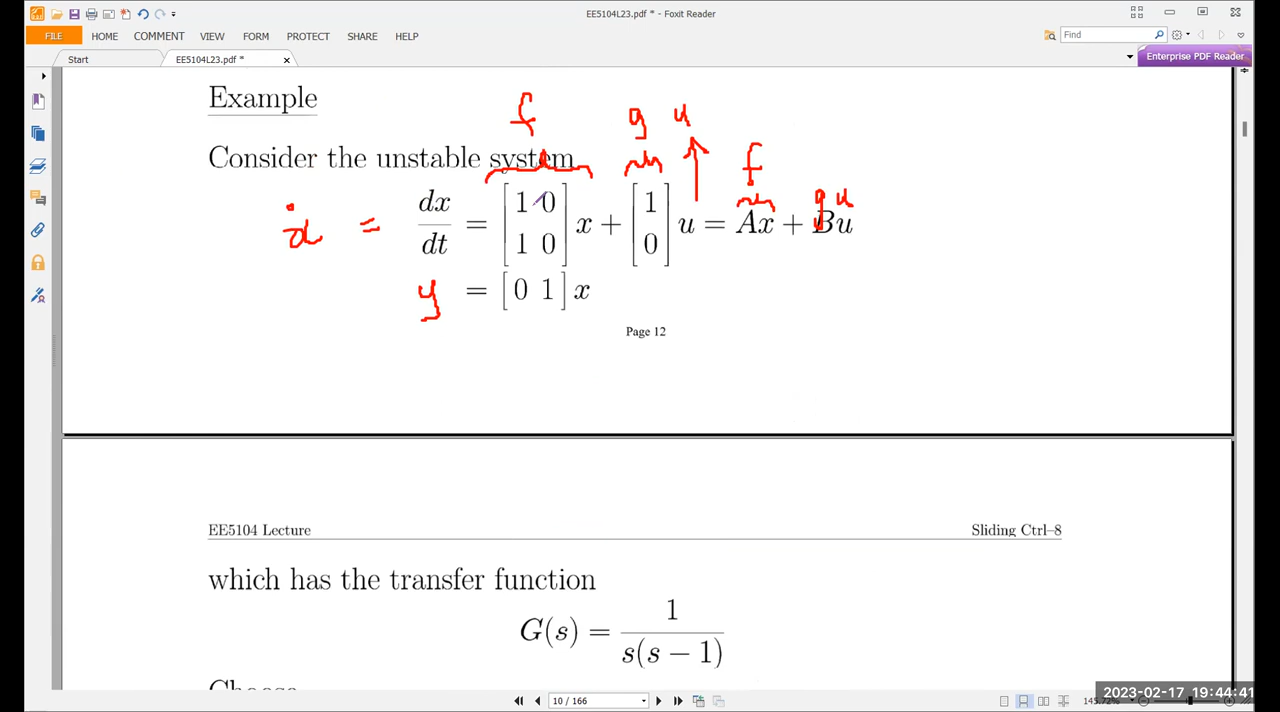 EE5104L23.pdf * - Foxit Reader
FILE HOME COMMENT VIEW FORM PROTECT SHARE HELP
Find
Start EE5104L23.pdf *
Enterprise PDF Reader
Example
f g u
Consider the unstable system
f
g u
ẋ = dx/dt = [1 0; 1 0] x + [1; 0] u = Ax + Bu
y = [0 1] x
Page 12
EE5104 Lecture Sliding Ctrl–8
which has the transfer function
G(s) = 1/(s(s − 1))
Choose
10 / 166
145.72%
2023-02-17 19:44:41